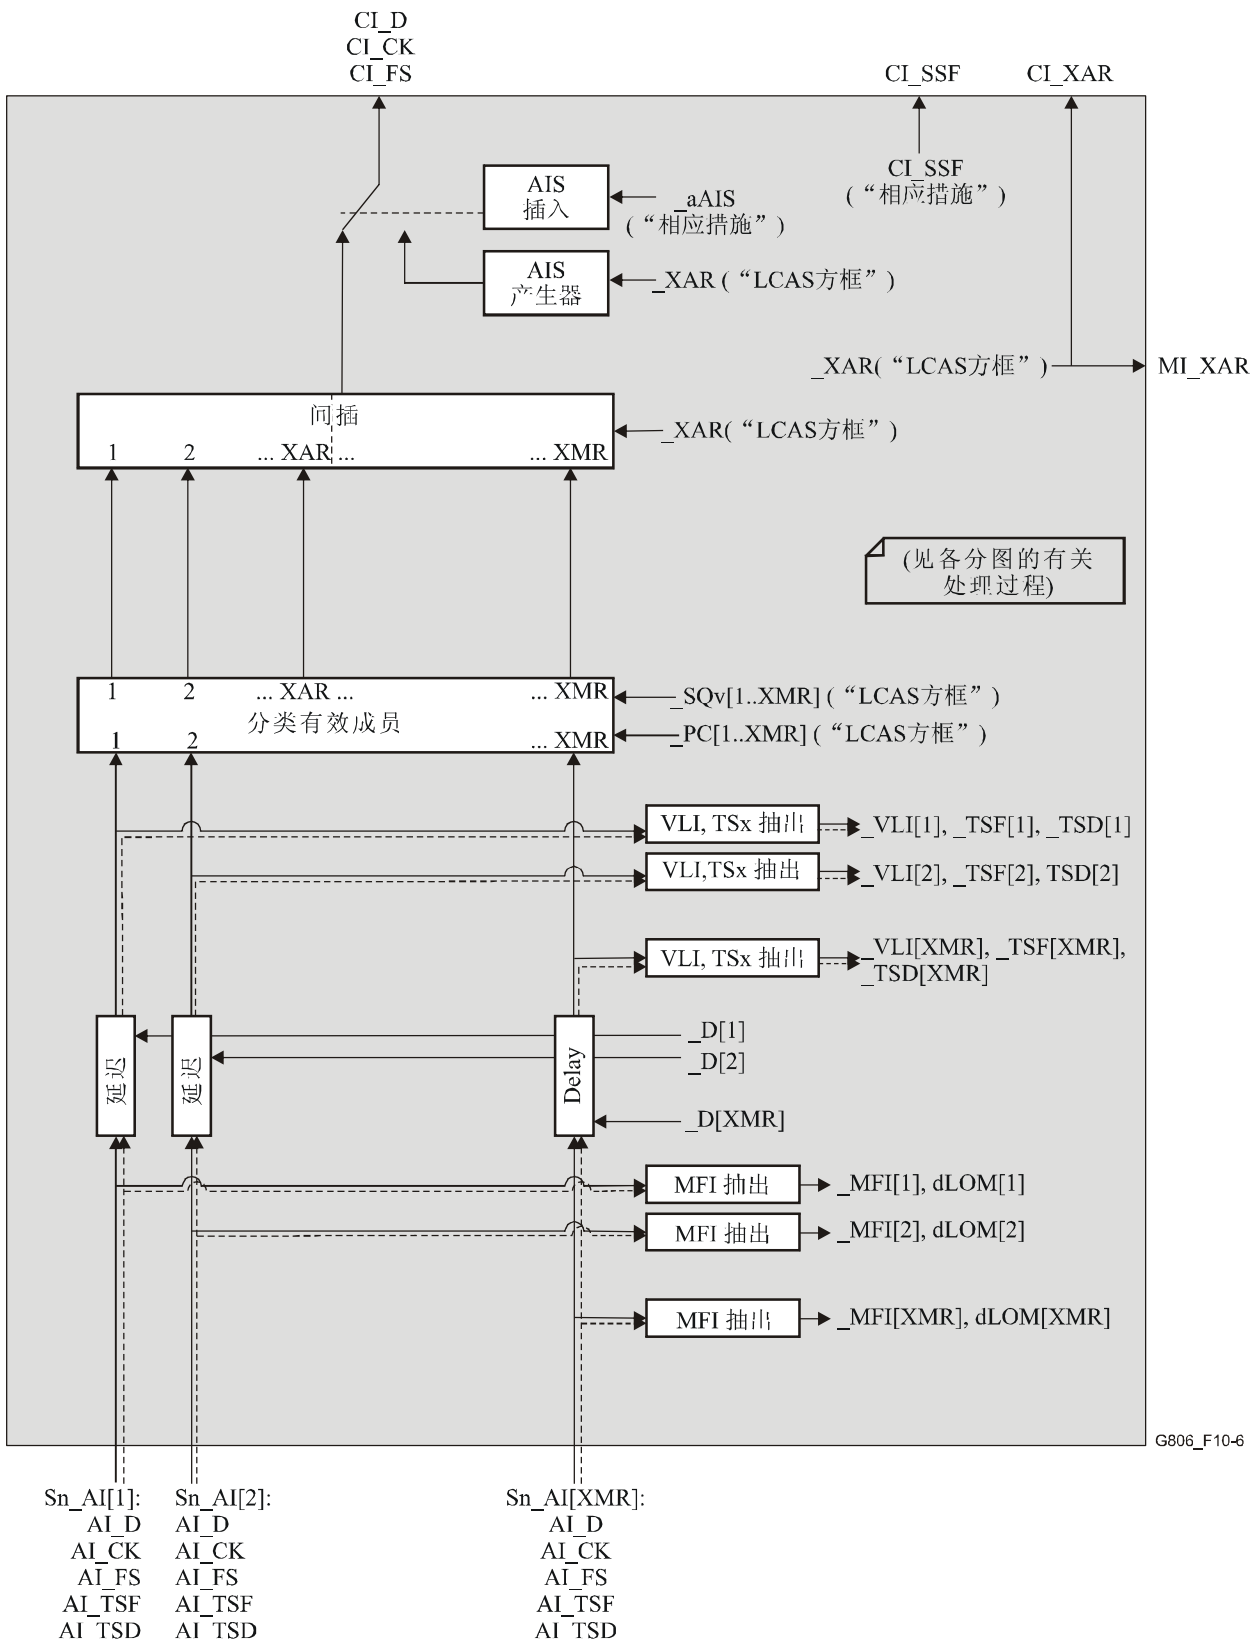 CI_D
CI_CK
CI_FS
CI_SSF
CI_XAR
AIS
插入
_aAIS
(“相应措施”)
CI_SSF
(“相应措施”)
AIS
产生器
_XAR (“LCAS方框”)
_XAR(“LCAS方框”)
MI_XAR
间插
1 2 ... XAR ... ... XMR
_XAR(“LCAS方框”)
(见各分图的有关
处理过程)
1 2 ... XAR ... ... XMR
分类有效成员
1 2 ... XMR
_SQv[1..XMR] (“LCAS方框”)
_PC[1..XMR] (“LCAS方框”)
VLI, TSx 抽出
_VLI[1], _TSF[1], _TSD[1]
VLI,TSx 抽出
_VLI[2], _TSF[2], TSD[2]
VLI, TSx 抽出
_VLI[XMR], _TSF[XMR],
_TSD[XMR]
延迟
延迟
Delay
_D[1]
_D[2]
_D[XMR]
MFI 抽出
_MFI[1], dLOM[1]
MFI 抽出
_MFI[2], dLOM[2]
MFI 抽出
_MFI[XMR], dLOM[XMR]
G806_F10-6
Sn_AI[1]:
AI_D
AI_CK
AI_FS
AI_TSF
AI_TSD
Sn_AI[2]:
AI_D
AI_CK
AI_FS
AI_TSF
AI_TSD
Sn_AI[XMR]:
AI_D
AI_CK
AI_FS
AI_TSF
AI_TSD